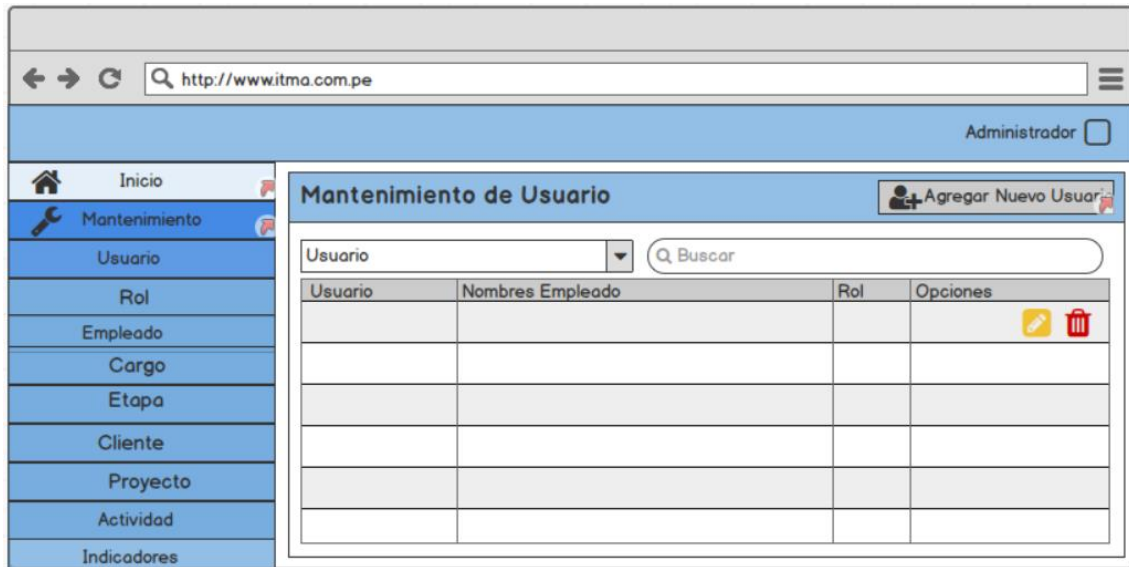 http://www.itma.com.pe
Administrador
Inicio
Mantenimiento
Usuario
Rol
Empleado
Cargo
Etapa
Cliente
Proyecto
Actividad
Indicadores
Mantenimiento de Usuario
Agregar Nuevo Usuari
Usuario
Buscar
Usuario Nombres Empleado Rol Opciones